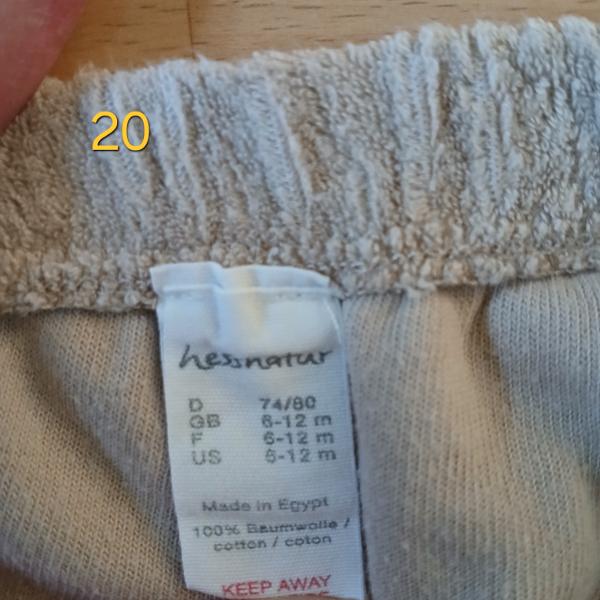 20
hessnatur
D 74/80
GB 6-12 m
F 6-12 m
US 6-12 m
Made in Egypt
100% Baumwolle /
cotton / coton
KEEP AWAY